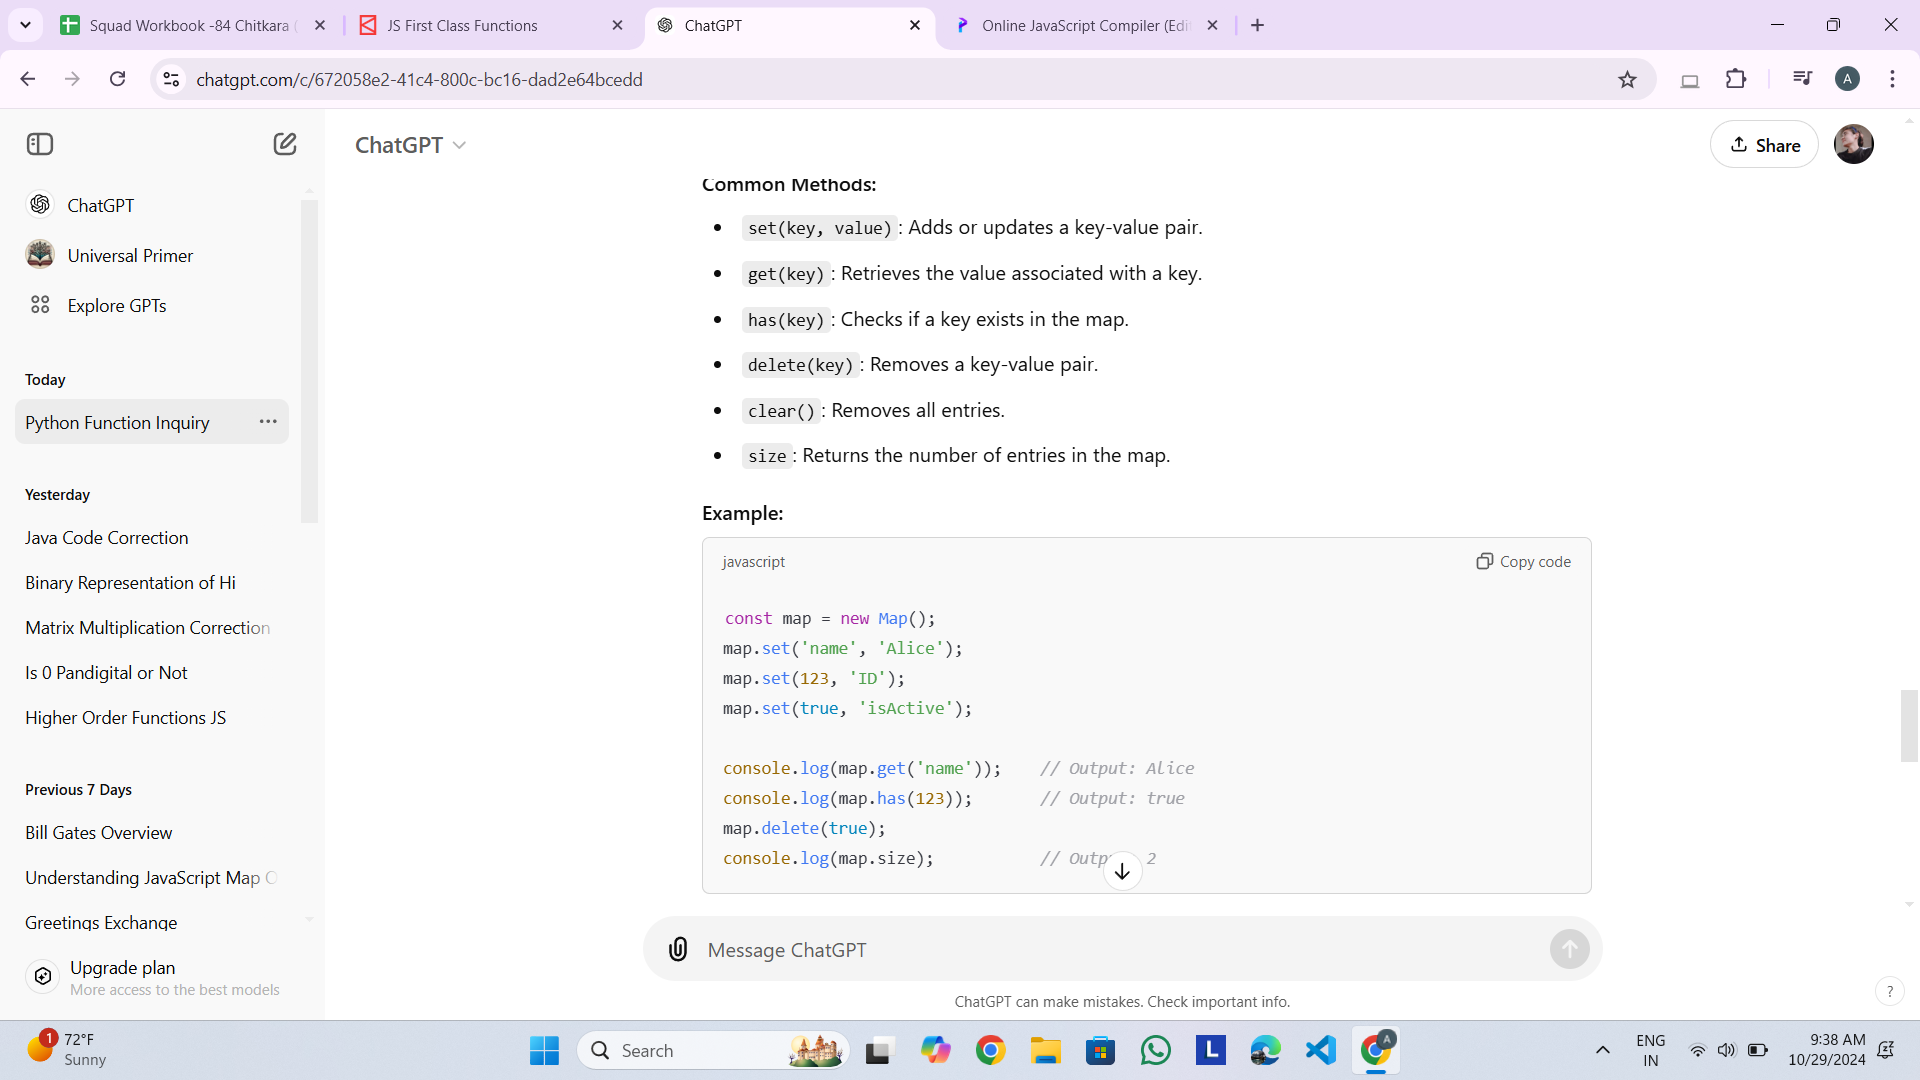 Squad Workbook -84 Chitkara (
JS First Class Functions
ChatGPT
Online JavaScript Compiler (Edi
chatgpt.com/c/672058e2-41c4-800c-bc16-dad2e64bcedd
A
ChatGPT
Share
ChatGPT
Universal Primer
Explore GPTs
Today
Python Function Inquiry
Yesterday
Java Code Correction
Binary Representation of Hi
Matrix Multiplication Correction
Is 0 Pandigital or Not
Higher Order Functions JS
Previous 7 Days
Bill Gates Overview
Understanding JavaScript Map O
Greetings Exchange
Upgrade plan
More access to the best models
Common Methods:
set(key, value): Adds or updates a key-value pair.
get(key): Retrieves the value associated with a key.
has(key): Checks if a key exists in the map.
delete(key): Removes a key-value pair.
clear(): Removes all entries.
size: Returns the number of entries in the map.
Example:
javascript
Copy code
const map = new Map();
map.set('name', 'Alice');
map.set(123, 'ID');
map.set(true, 'isActive');
console.log(map.get('name')); // Output: Alice
console.log(map.has(123)); // Output: true
map.delete(true);
console.log(map.size); // Outp 2
Message ChatGPT
ChatGPT can make mistakes. Check important info.
?
1
72°F
Sunny
Search
L
A
ENG
IN
9:38 AM
10/29/2024